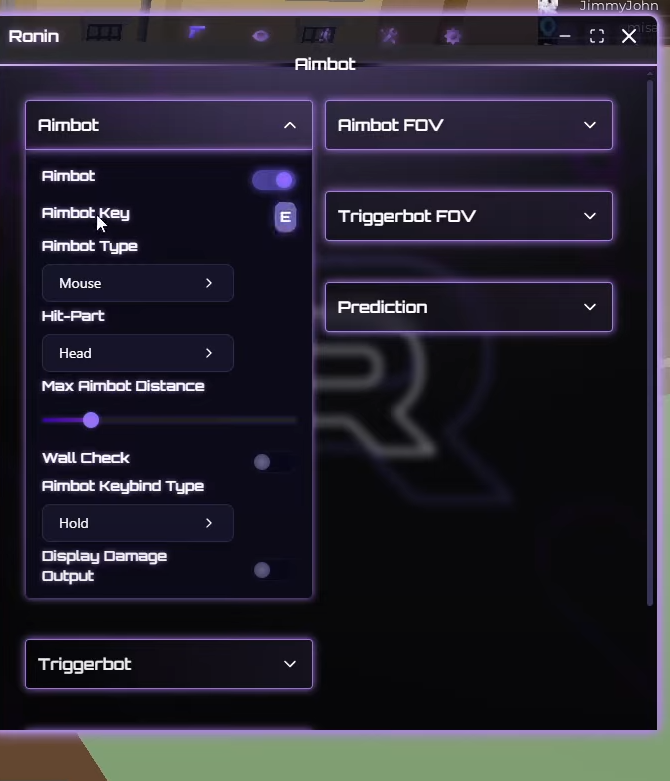 JimmyJohn
Ronin
misa
Aimbot
Aimbot
Aimbot FOV
Aimbot
Aimbot Key
E
Aimbot Type
Mouse
Hit-Part
Head
Max Aimbot Distance
Wall Check
Aimbot Keybind Type
Hold
Display Damage
Output
Triggerbot
Triggerbot FOV
Prediction